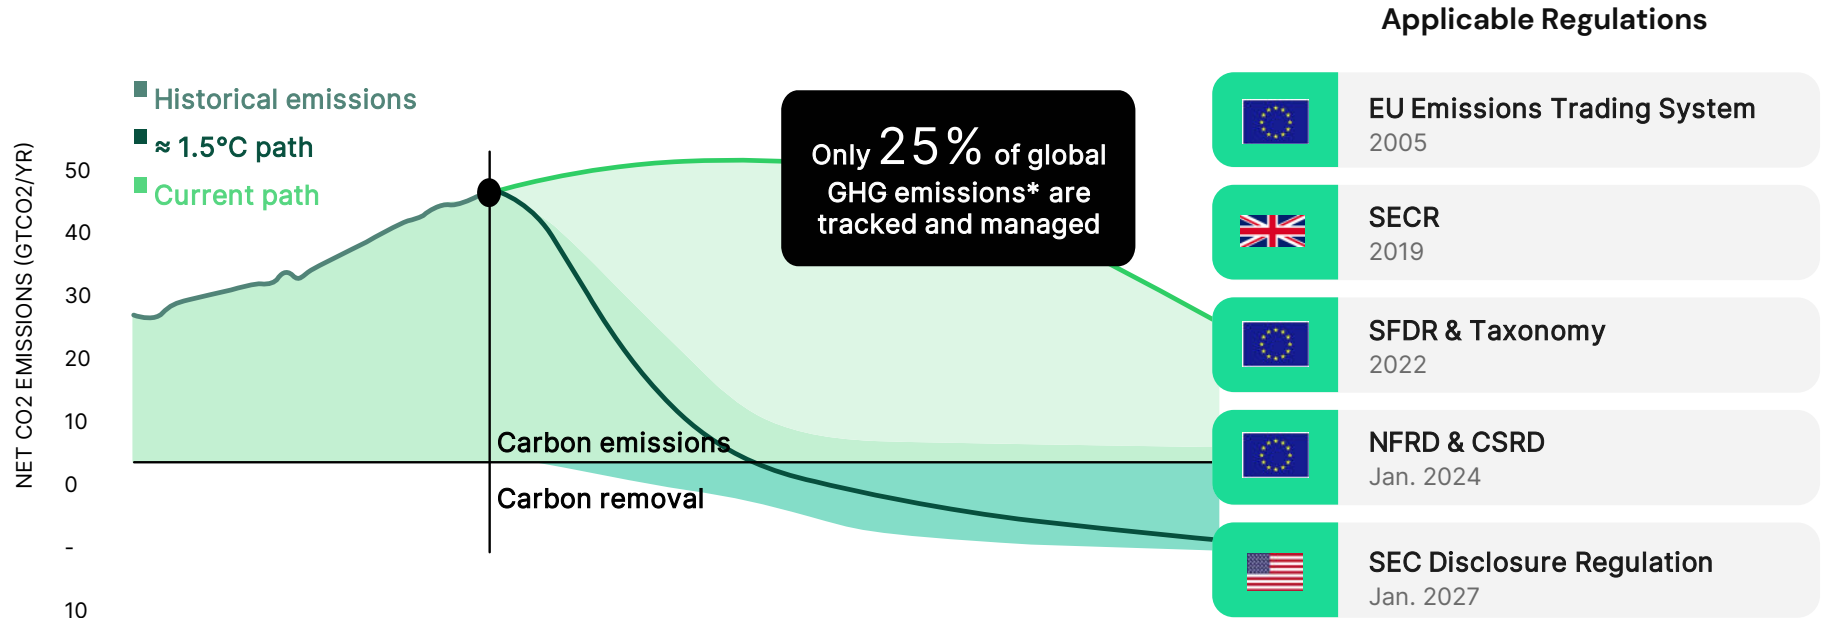 Applicable Regulations
Historical emissions
≈ 1.5°C path
Current path
NET CO2 EMISSIONS (GTCO2/YR)
50
40
30
20
10
0
-
10
Only 25% of global
GHG emissions* are
tracked and managed
Carbon emissions
Carbon removal
EU Emissions Trading System
2005
SECR
2019
SFDR & Taxonomy
2022
NFRD & CSRD
Jan. 2024
SEC Disclosure Regulation
Jan. 2027